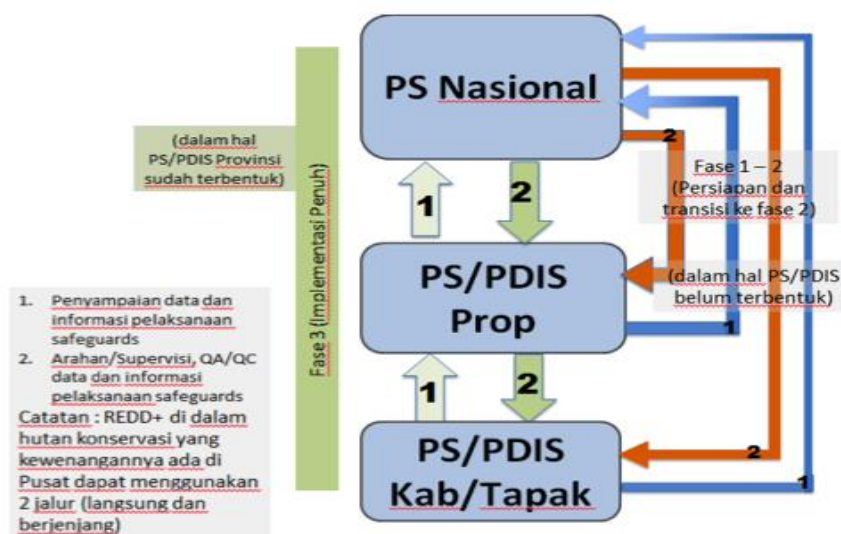 PS Nasional
(dalam hal
PS/PDIS Provinsi
sudah terbentuk)
Fase 3 (Implementasi Penuh)
1
2
2
Fase 1 – 2
(Persiapan dan
transisi ke fase 2)
PS/PDIS
Prop
(dalam hal PS/PDIS
belum terbentuk)
1
1
2
1. Penyampaian data dan
informasi pelaksanaan
safeguards
2. Arahan/Supervisi, QA/QC
data dan informasi
pelaksanaan safeguards
Catatan : REDD+ di dalam
hutan konservasi yang
kewenangannya ada di
Pusat dapat menggunakan
2 jalur (langsung dan
berjenjang)
PS/PDIS
Kab/Tapak
2
1